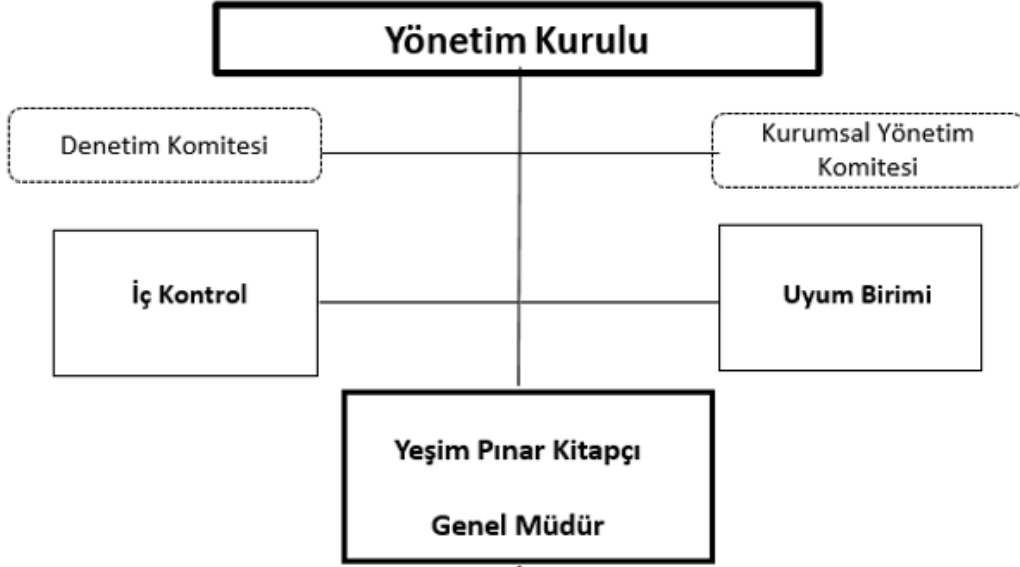 Yönetim Kurulu
Denetim Komitesi
Kurumsal Yönetim
Komitesi
İç Kontrol
Uyum Birimi
Yeşim Pınar Kitapçı
Genel Müdür